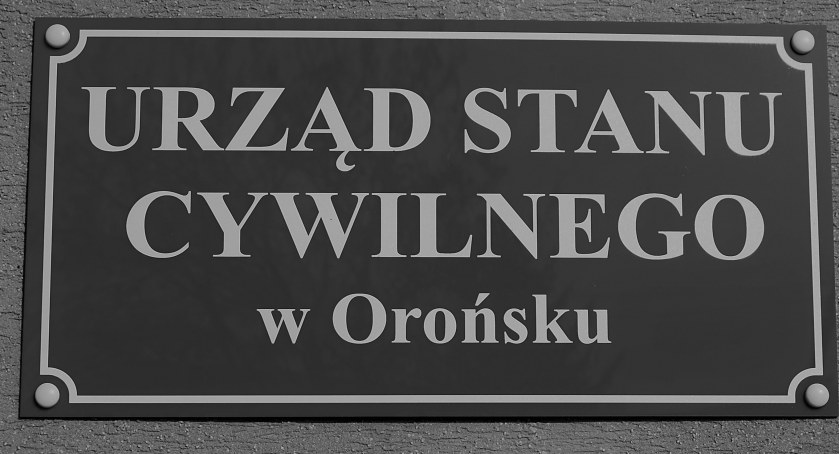 URZĄD STANU
CYWILNEGO
w Orońsku